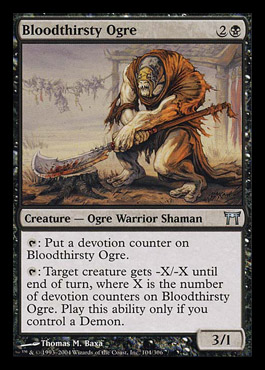 Bloodthirsty Ogre 2
Creature — Ogre Warrior Shaman
: Put a devotion counter on
Bloodthirsty Ogre.
: Target creature gets -X/-X until
end of turn, where X is the number
of devotion counters on Bloodthirsty
Ogre. Play this ability only if you
control a Demon.
Thomas M. Baxa
™ & © 1993–2004 Wizards of the Coast, Inc. 104/306
3/1